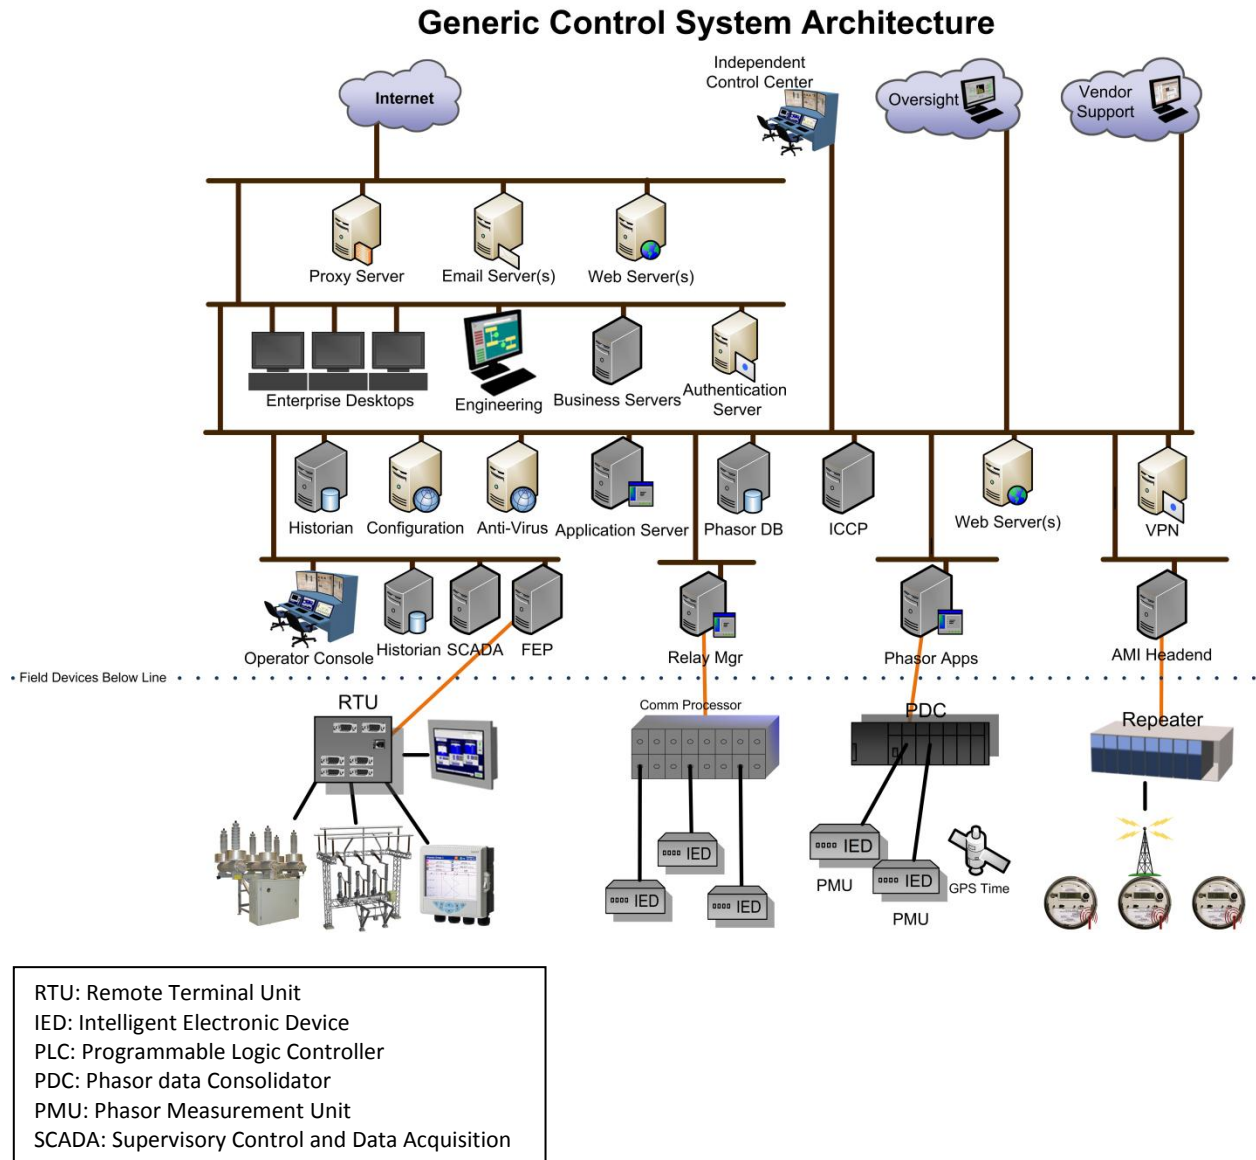 Generic Control System Architecture
Internet
Independent
Control Center
Oversight
Vendor
Support
Proxy Server
Email Server(s)
Web Server(s)
Enterprise Desktops
Engineering
Business Servers
Authentication
Server
Historian
Configuration
Anti-Virus
Application Server
Phasor DB
ICCP
Web Server(s)
VPN
Operator Console
Historian
SCADA
FEP
Relay Mgr
Phasor Apps
AMI Headend
Field Devices Below Line
RTU
Comm Processor
PDC
Repeater
IED
IED
IED
IED
PMU
IED
PMU
GPS Time
RTU: Remote Terminal Unit
IED: Intelligent Electronic Device
PLC: Programmable Logic Controller
PDC: Phasor data Consolidator
PMU: Phasor Measurement Unit
SCADA: Supervisory Control and Data Acquisition